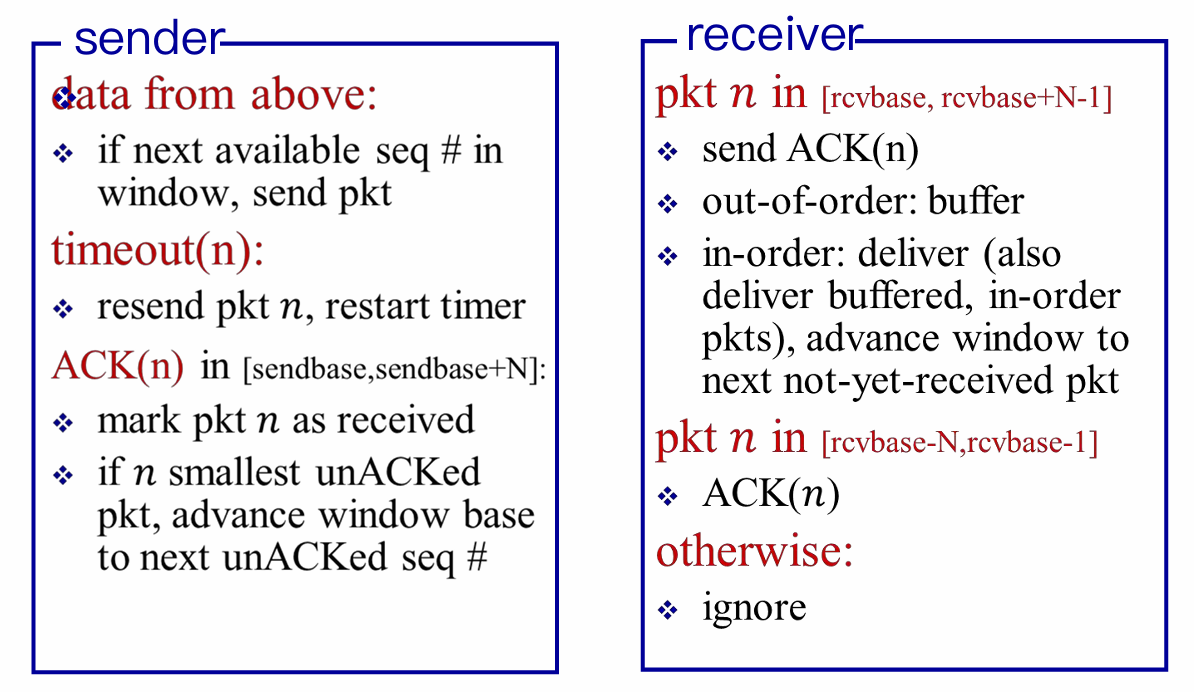 sender
data from above:
❖ if next available seq # in
window, send pkt
timeout(n):
❖ resend pkt n, restart timer
ACK(n) in [sendbase,sendbase+N]:
❖ mark pkt n as received
❖ if n smallest unACKed
pkt, advance window base
to next unACKed seq #
receiver
pkt n in [rcvbase, rcvbase+N-1]
❖ send ACK(n)
❖ out-of-order: buffer
❖ in-order: deliver (also
deliver buffered, in-order
pkts), advance window to
next not-yet-received pkt
pkt n in [rcvbase-N,rcvbase-1]
❖ ACK(n)
otherwise:
❖ ignore